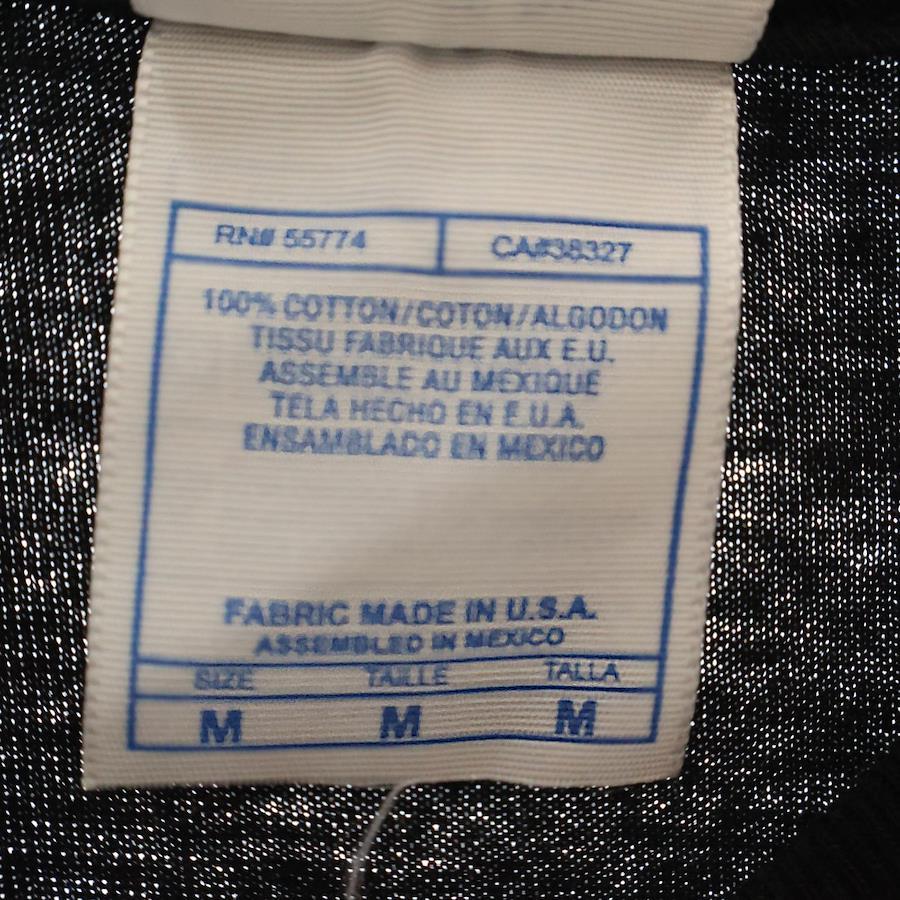 RN# 55774 CA#38327
100% COTTON/COTON/ALGODON
TISSU FABRIQUE AUX E.U.
ASSEMBLE AU MEXIQUE
TELA HECHO EN E.U.A.
ENSAMBLADO EN MEXICO
FABRIC MADE IN U.S.A.
ASSEMBLED IN MEXICO
SIZE TAILLE TALLA
M M M